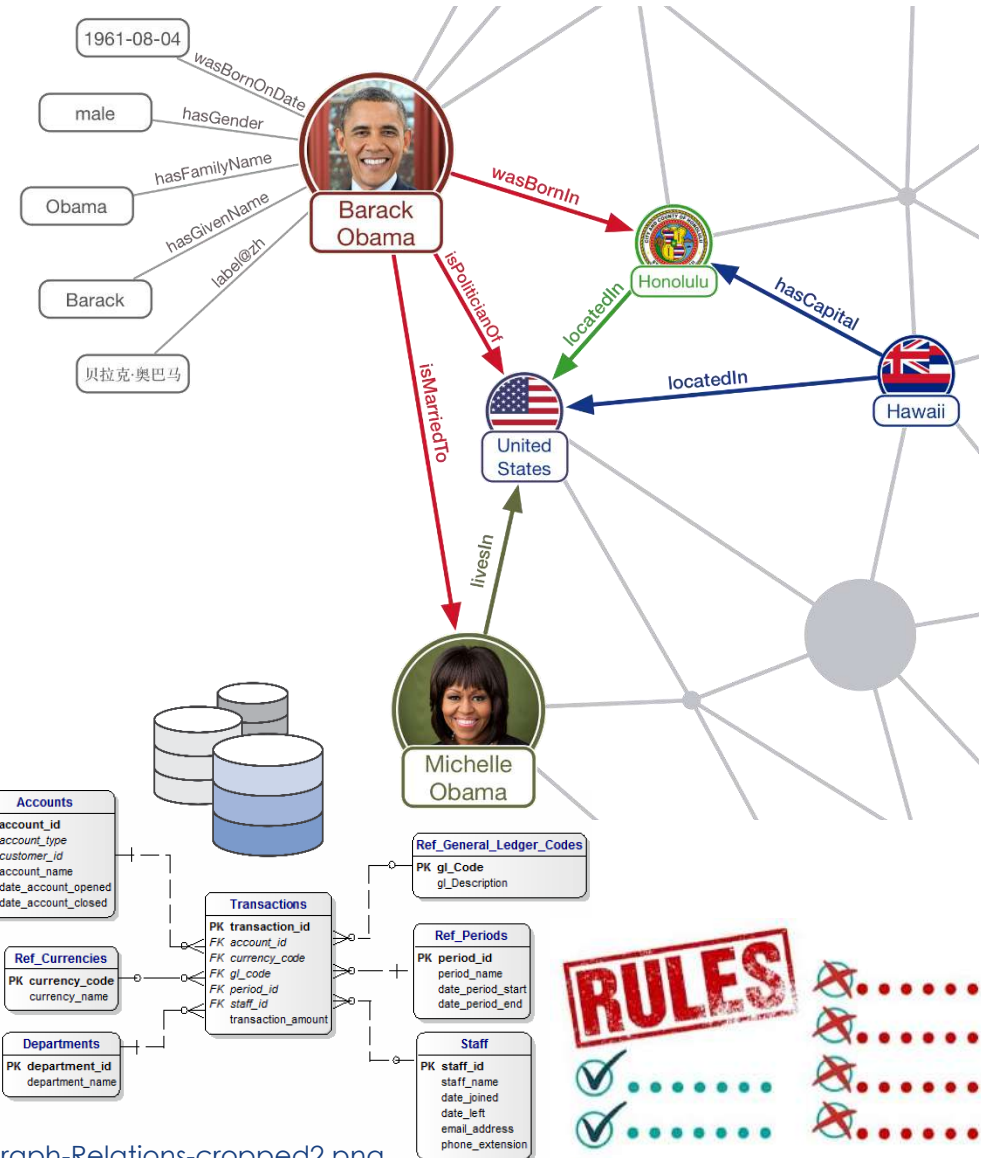 1961-08-04
wasBornOnDate
male
hasGender
hasFamilyName
Obama
hasGivenName
Barack
label@zh
贝拉克·奥巴马
Barack
Obama
wasBornIn
isPoliticianOf
isMarriedTo
Honolulu
locatedIn
hasCapital
locatedIn
Hawaii
United
States
livesIn
Michelle
Obama
Accounts
account_id
account_type
customer_id
account_name
date_account_opened
date_account_closed
Ref_Currencies
PK currency_code
currency_name
Departments
PK department_id
department_name
Transactions
PK transaction_id
FK account_id
FK currency_code
FK gl_code
FK period_id
FK staff_id
transaction_amount
Ref_General_Ledger_Codes
PK gl_Code
gl_Description
Ref_Periods
PK period_id
period_name
date_period_start
date_period_end
Staff
PK staff_id
staff_name
date_joined
date_left
email_address
phone_extension
RULES
raph-Relations-cropped2.png